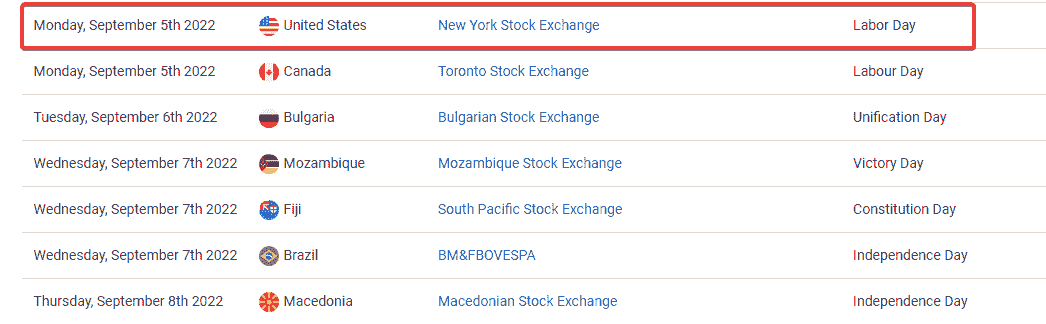 Monday, September 5th 2022 United States New York Stock Exchange Labor Day
Monday, September 5th 2022 Canada Toronto Stock Exchange Labour Day
Tuesday, September 6th 2022 Bulgaria Bulgarian Stock Exchange Unification Day
Wednesday, September 7th 2022 Mozambique Mozambique Stock Exchange Victory Day
Wednesday, September 7th 2022 Fiji South Pacific Stock Exchange Constitution Day
Wednesday, September 7th 2022 Brazil BM&FBOVESPA Independence Day
Thursday, September 8th 2022 Macedonia Macedonian Stock Exchange Independence Day